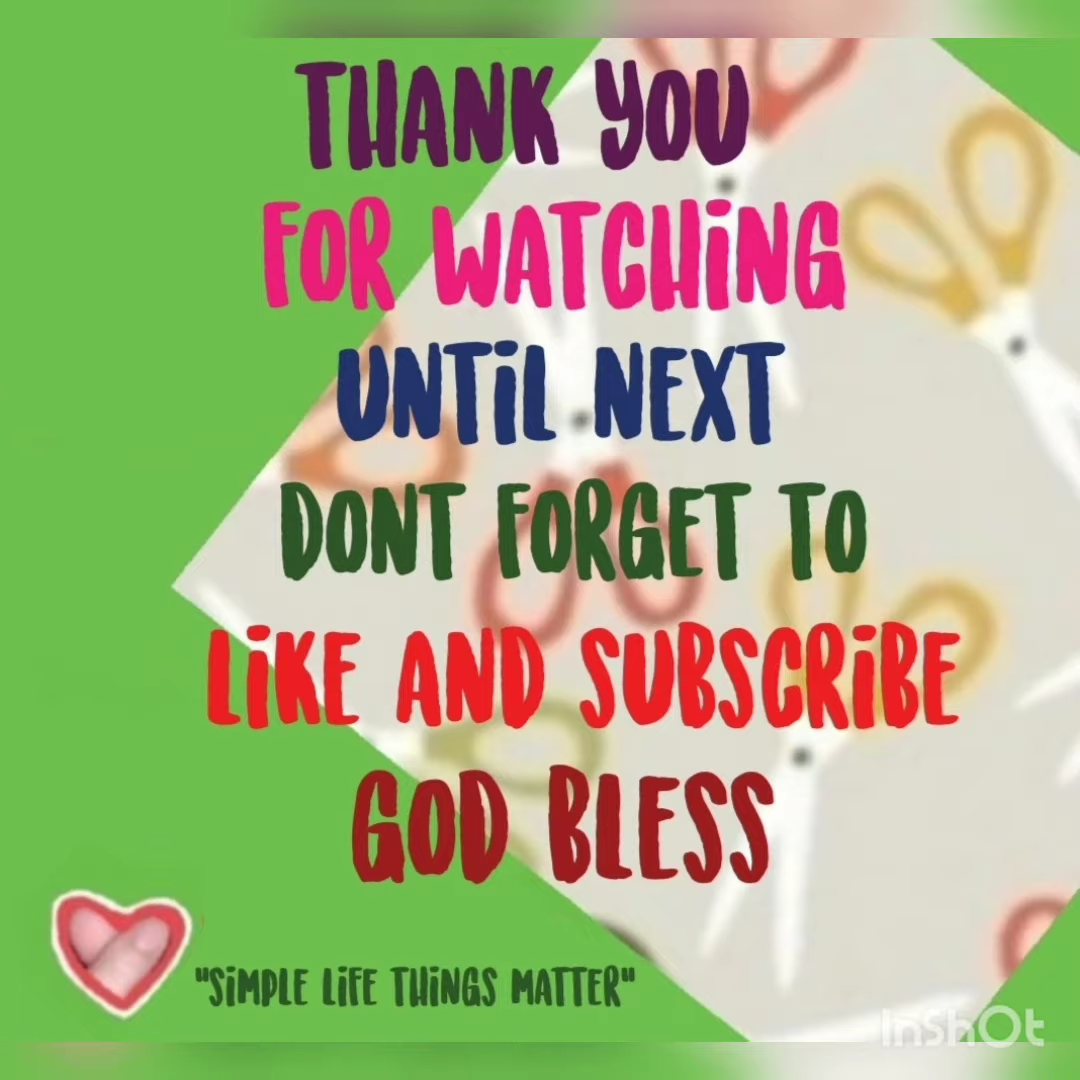 THANK YOU
FOR WATCHING
UNTiL NEXT
DONT FORGET TO
LiKE AND SUBSCRiBE
GOD BLESS
"SiMPLE LiFE THiNGS MATTER"
InShOt